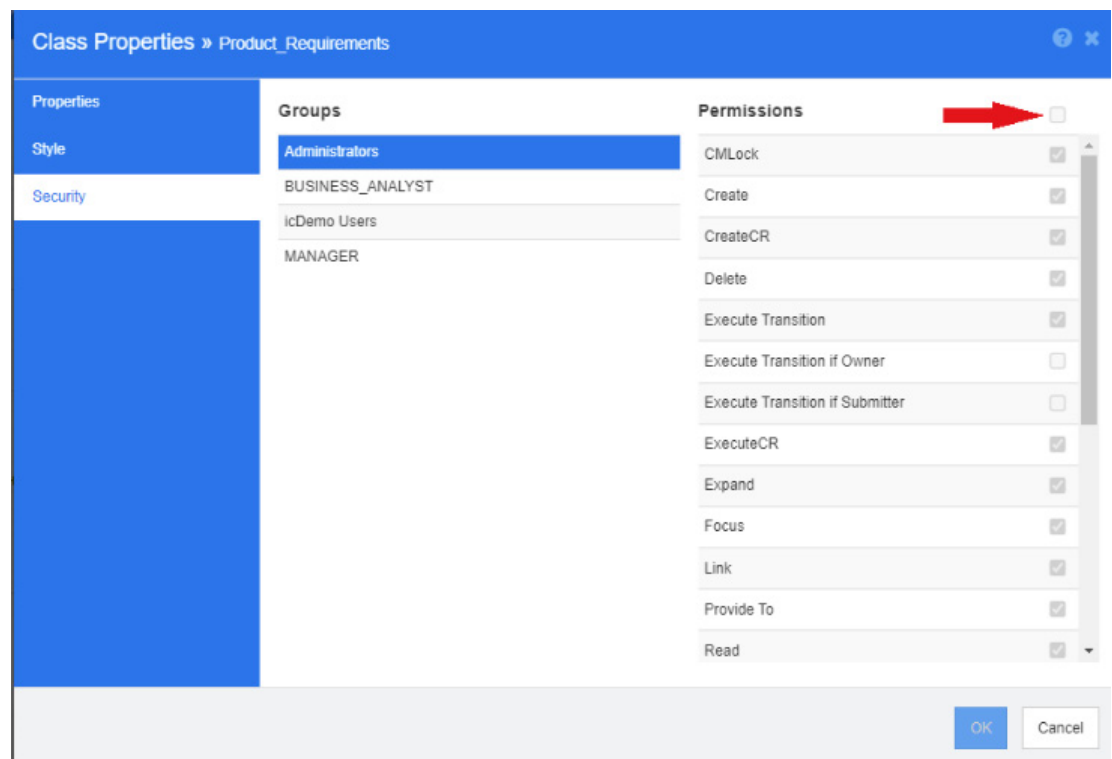 Class Properties » Product_Requirements
Properties
Style
Security
Groups
Administrators
BUSINESS_ANALYST
icDemo Users
MANAGER
Permissions
CMLock
Create
CreateCR
Delete
Execute Transition
Execute Transition if Owner
Execute Transition if Submitter
ExecuteCR
Expand
Focus
Link
Provide To
Read
OK
Cancel